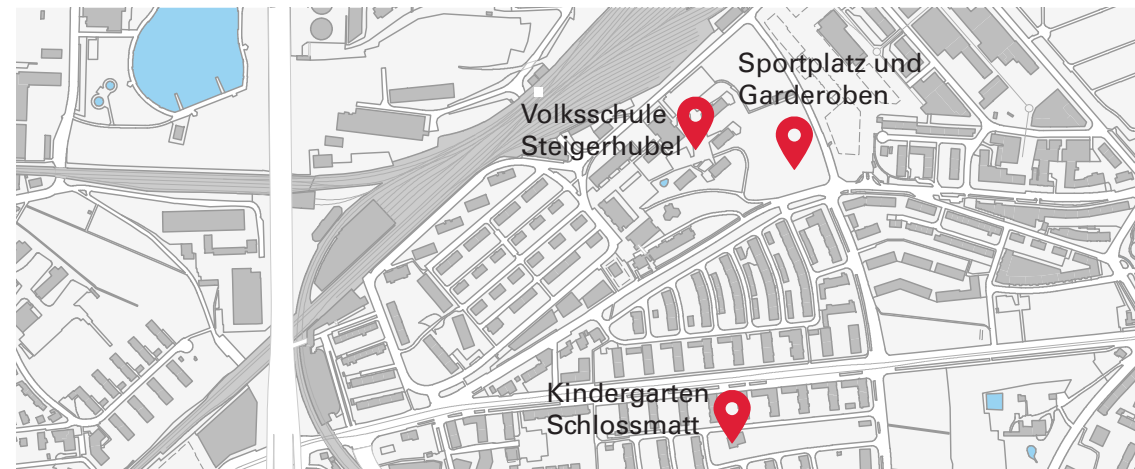 Sportplatz und
Garderoben
Volksschule
Steigerhubel
Kindergarten
Schlossmatt